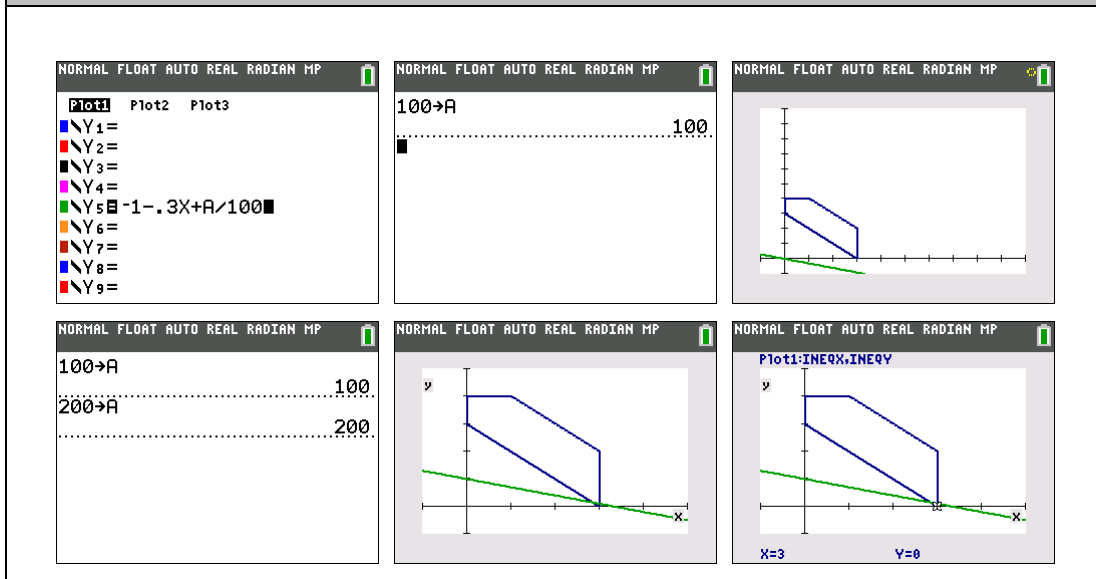 NORMAL FLOAT AUTO REAL RADIAN MP
Plot1 Plot2 Plot3
\Y₁=
\Y₂=
\Y₃=
\Y₄=
\Y₅=⁻1-.3X+A/100
\Y₆=
\Y₇=
\Y₈=
\Y₉=
NORMAL FLOAT AUTO REAL RADIAN MP
100→A
100
NORMAL FLOAT AUTO REAL RADIAN MP
NORMAL FLOAT AUTO REAL RADIAN MP
100→A
100
200→A
200
NORMAL FLOAT AUTO REAL RADIAN MP
y
x
NORMAL FLOAT AUTO REAL RADIAN MP
Plot1:INEQX,INEQY
y
x
X=3 Y=0